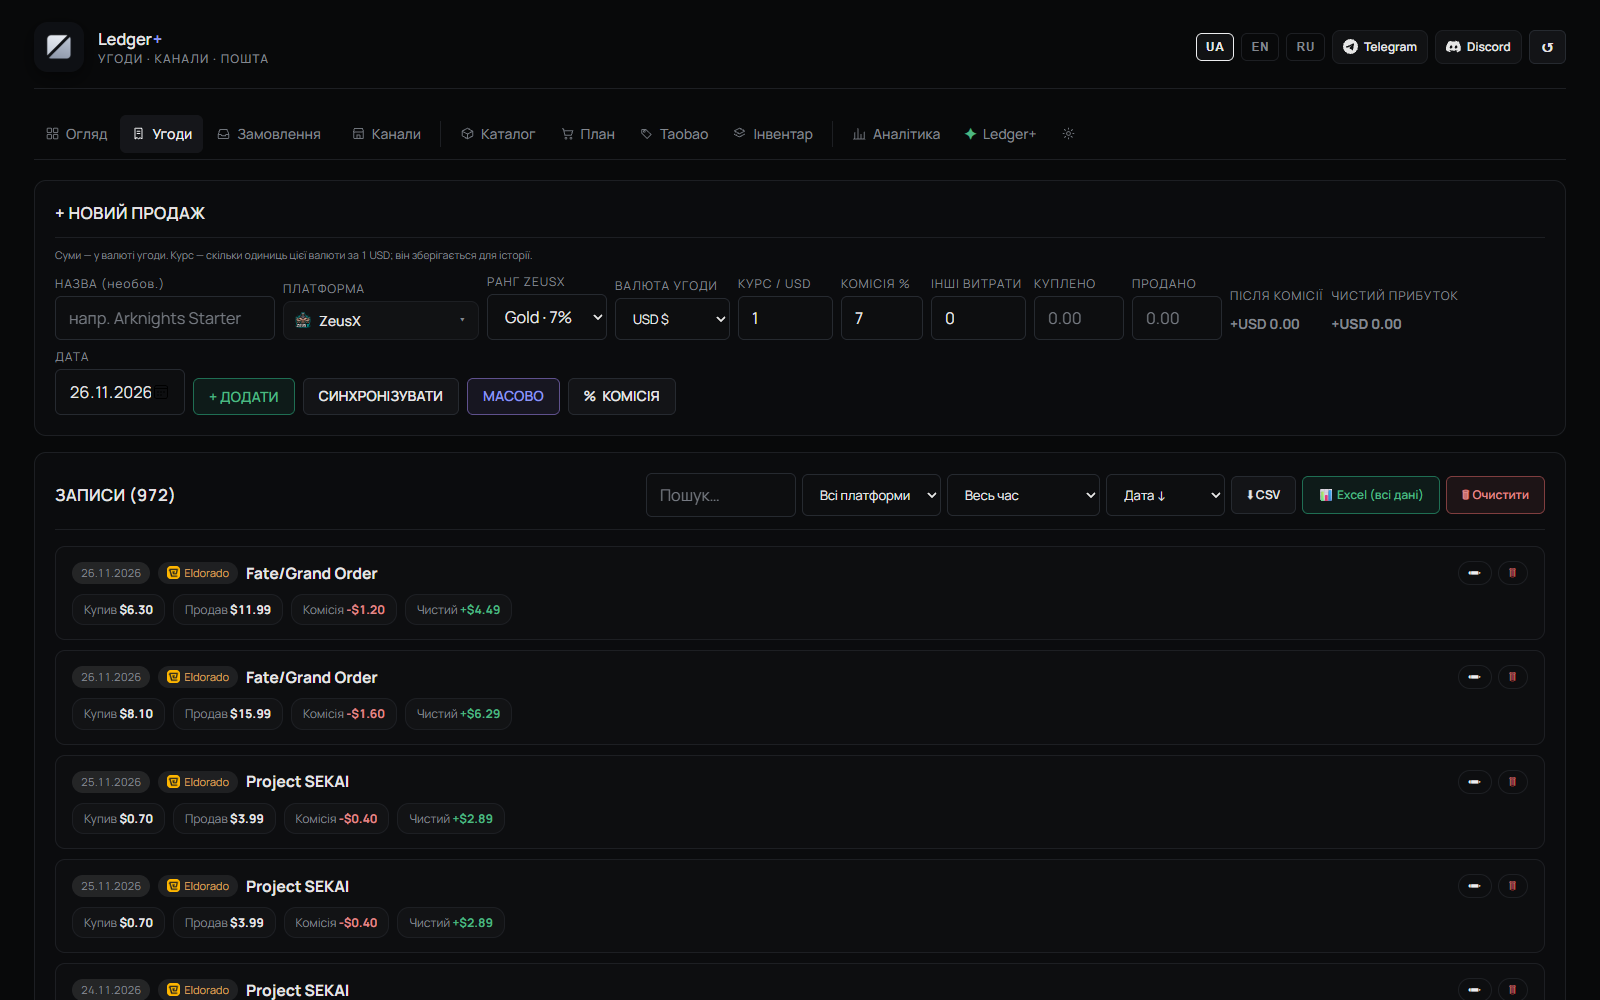 Ledger+
УГОДИ · КАНАЛИ · ПОШТА
UA EN RU Telegram Discord
Огляд Угоди Замовлення Канали Каталог План Taobao Інвентар Аналітика Ledger+
+ НОВИЙ ПРОДАЖ
Суми — у валюті угоди. Курс — скільки одиниць цієї валюти за 1 USD; він зберігається для історії.
НАЗВА (необов.) ПЛАТФОРМА РАНГ ZEUSX ВАЛЮТА УГОДИ КУРС / USD КОМІСІЯ % ІНШІ ВИТРАТИ КУПЛЕНО ПРОДАНО ПІСЛЯ КОМІСІЇ ЧИСТИЙ ПРИБУТОК
напр. Arknights Starter ZeusX Gold · 7% USD $ 1 7 0 0.00 0.00 +USD 0.00 +USD 0.00
ДАТА
26.11.2026 + ДОДАТИ СИНХРОНІЗУВАТИ МАСОВО % КОМІСІЯ
ЗАПИСИ (972) Пошук... Всі платформи Весь час Дата ↓ ⬇ CSV Excel (всі дані) Очистити
26.11.2026 Eldorado Fate/Grand Order
Купив $6.30 Продав $11.99 Комісія -$1.20 Чистий +$4.49
26.11.2026 Eldorado Fate/Grand Order
Купив $8.10 Продав $15.99 Комісія -$1.60 Чистий +$6.29
25.11.2026 Eldorado Project SEKAI
Купив $0.70 Продав $3.99 Комісія -$0.40 Чистий +$2.89
25.11.2026 Eldorado Project SEKAI
Купив $0.70 Продав $3.99 Комісія -$0.40 Чистий +$2.89
24.11.2026 Eldorado Project SEKAI